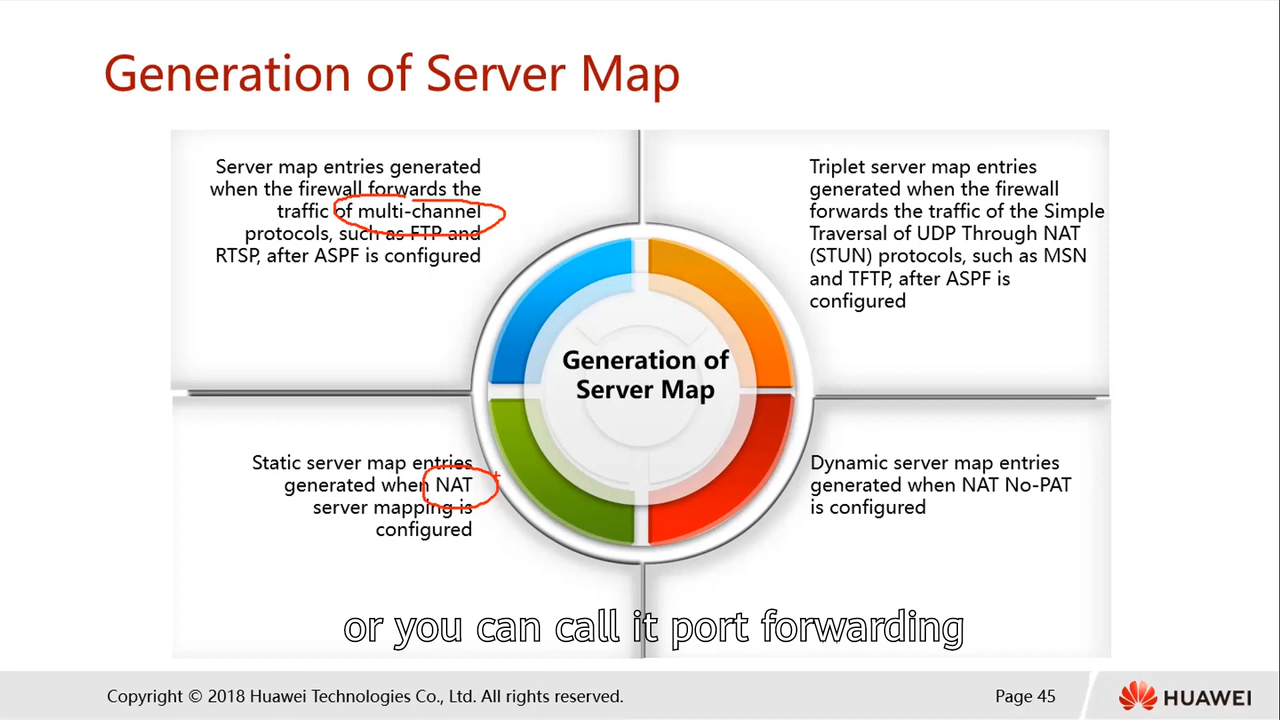 Generation of Server Map
Server map entries generated
when the firewall forwards the
traffic of multi-channel
protocols, such as FTP and
RTSP, after ASPF is configured
Triplet server map entries
generated when the firewall
forwards the traffic of the Simple
Traversal of UDP Through NAT
(STUN) protocols, such as MSN
and TFTP, after ASPF is
configured
Generation of
Server Map
Static server map entries
generated when NAT
server mapping is
configured
Dynamic server map entries
generated when NAT No-PAT
is configured
or you can call it port forwarding
Copyright © 2018 Huawei Technologies Co., Ltd. All rights reserved.
Page 45
HUAWEI